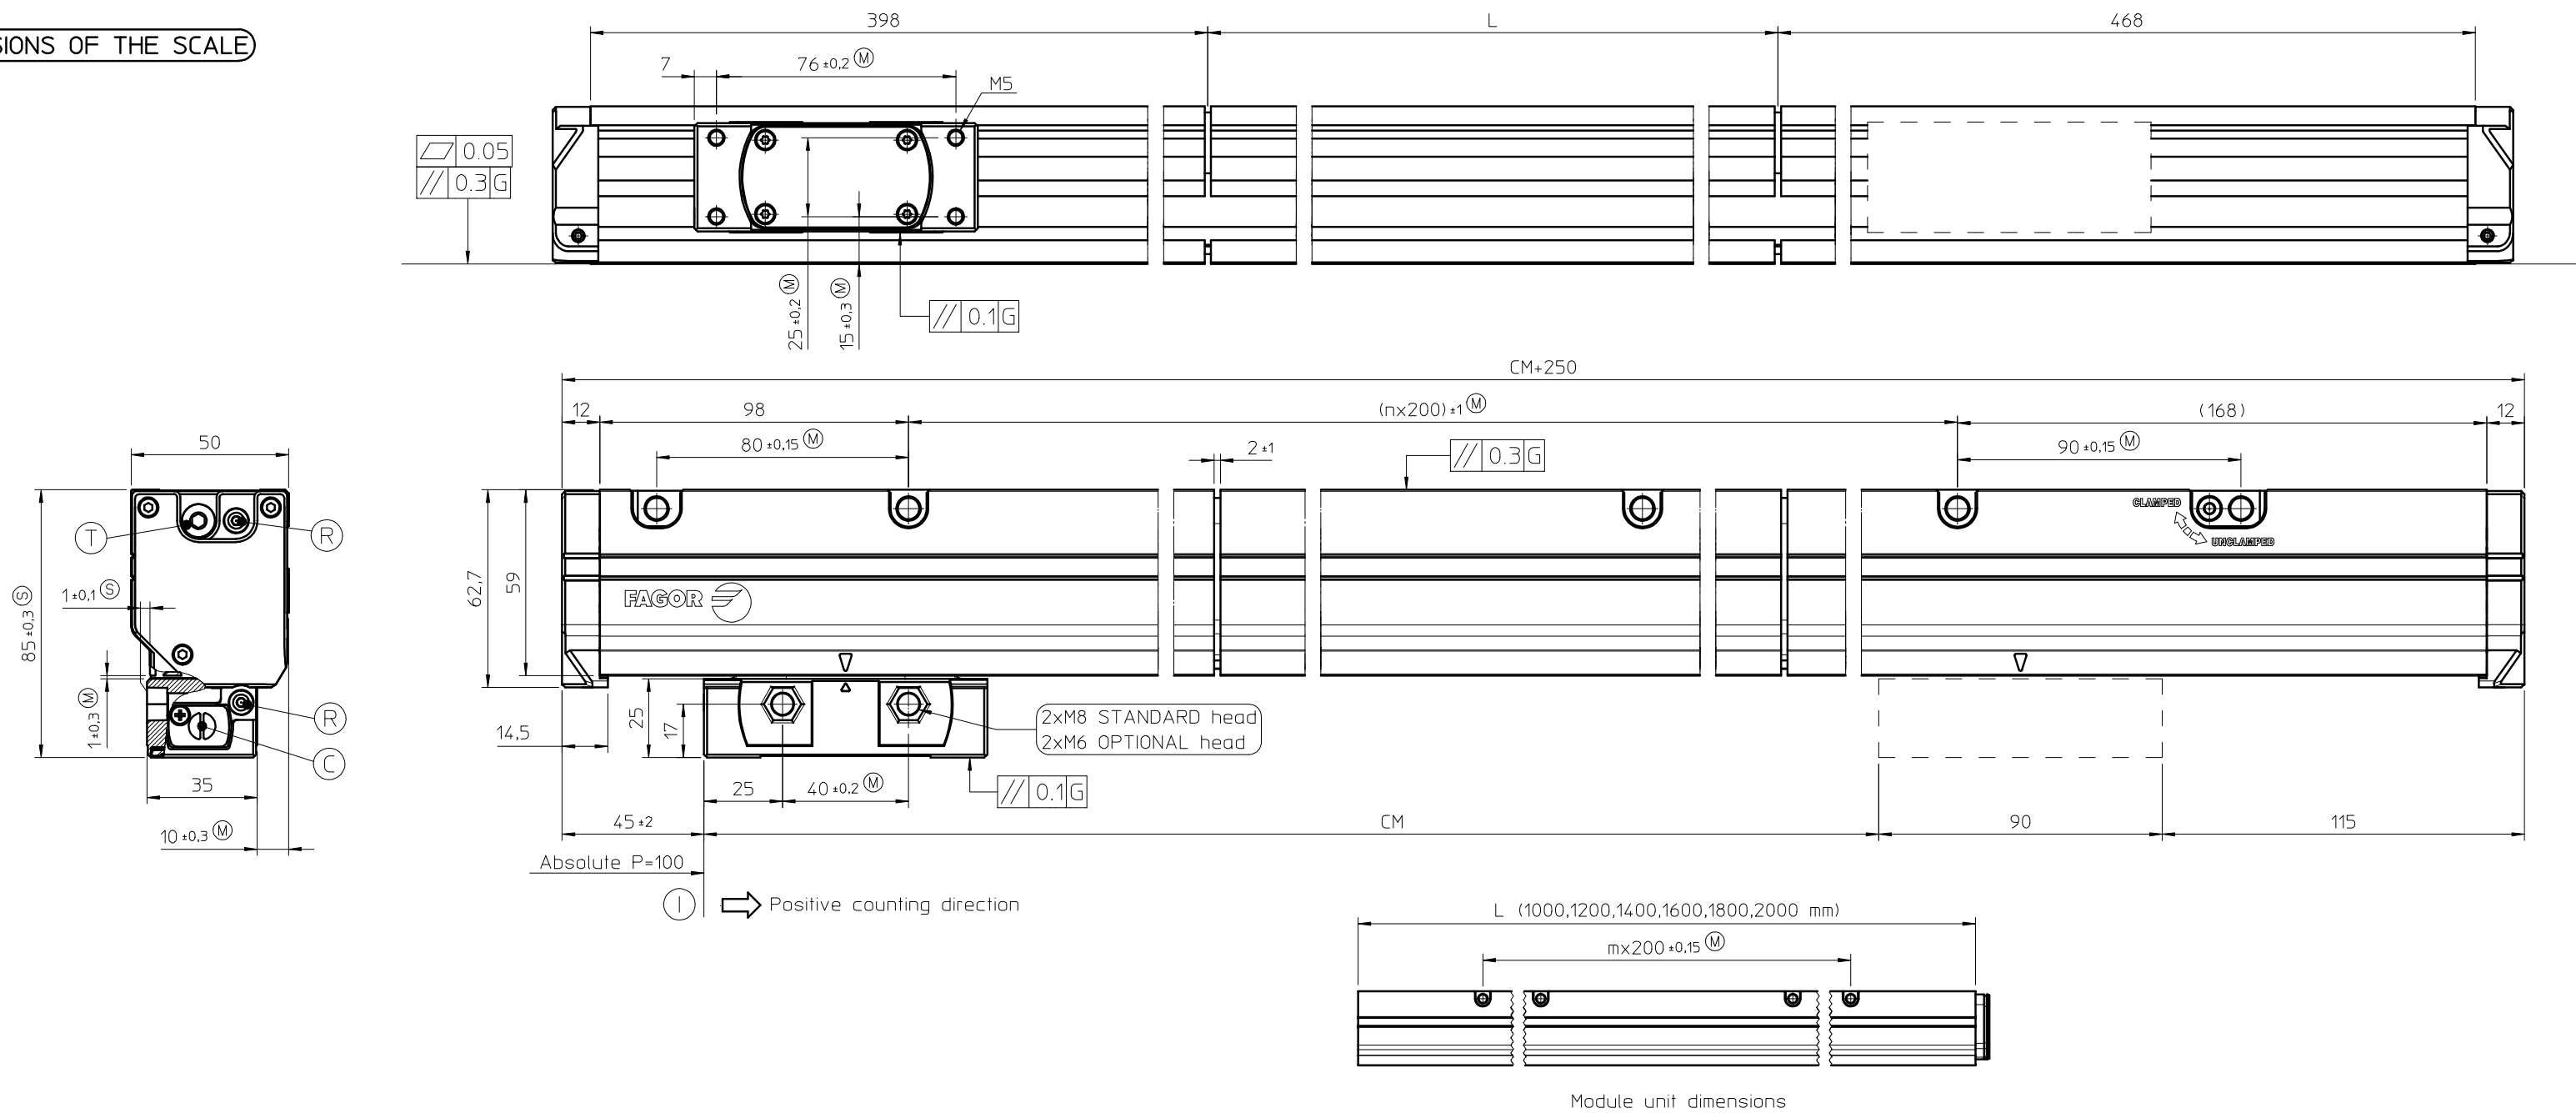 SIONS OF THE SCALE
398
L
468
7
76 ±0,2 Ⓜ
M5
0.05
// 0.3 G
25 ±0,2 Ⓜ
15 ±0,3 Ⓜ
// 0.1 G
CM+250
12
98
(nx200) ±1 Ⓜ
(168)
12
80 ±0,15 Ⓜ
2 ±1
// 0.3 G
90 ±0,15 Ⓜ
50
T
R
85 ±0,3 Ⓢ
1 ±0,1 Ⓢ
1 ±0,3 Ⓜ
R
C
35
10 ±0,3 Ⓜ
62,7
59
CLAMPED
UNCLAMPED
FAGOR
14,5
25
17
2xM8 STANDARD head
2xM6 OPTIONAL head
25
40 ±0,2 Ⓜ
// 0.1 G
45 ±2
CM
90
115
Absolute P=100
I
Positive counting direction
L (1000,1200,1400,1600,1800,2000 mm)
mx200 ±0,15 Ⓜ
Module unit dimensions